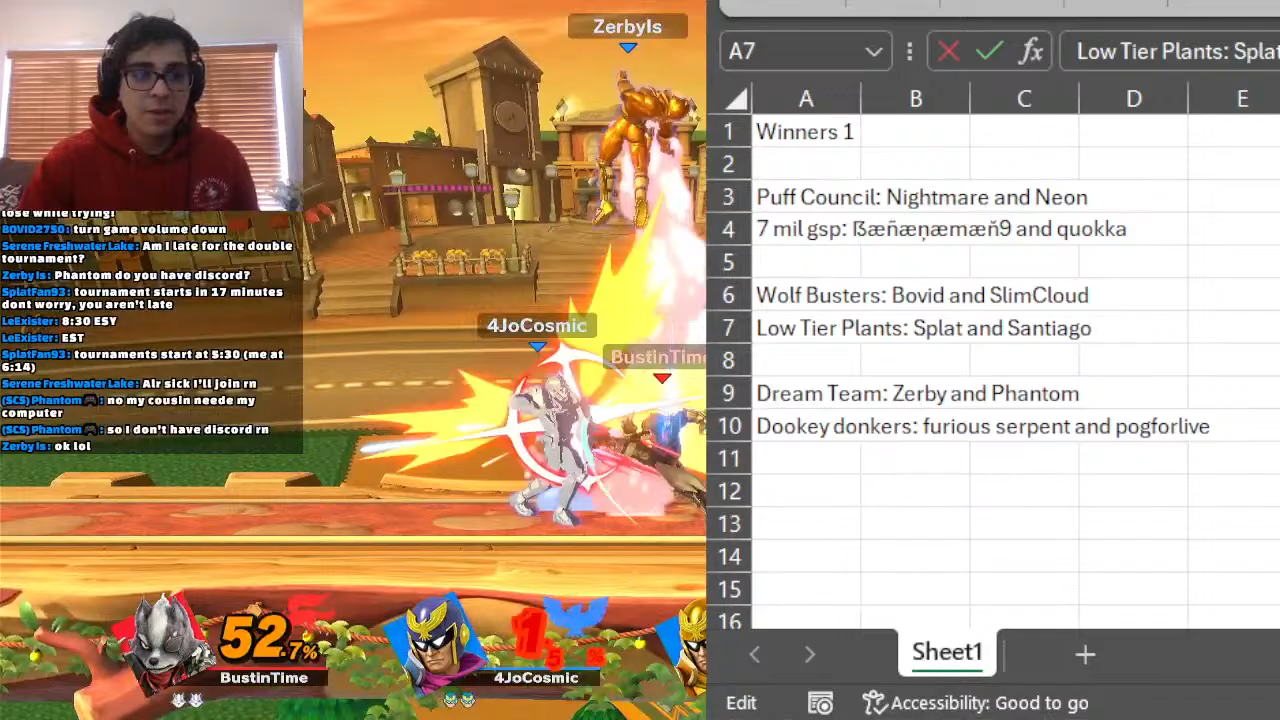 lose while trying!
BOVID2750: turn game volume down
Serene Freshwater Lake: Am I late for the double
tournament?
Zerby Is: Phantom do you have discord?
SplatFan93: tournament starts in 17 minutes
dont worry, you aren't late
LeExister: 8:30 ESY
LeExister: EST
SplatFan93: tournaments start at 5:30 (me at
6:14)
Serene Freshwater Lake: Air sick i'll join rn
(SCS) Phantom🎮: no my cousin neede my
computer
(SCS) Phantom🎮: so I don't have discord rn
Zerby Is: ok lol
ZerbyIs
4JoCosmic
BustinTime
52.7%
BustinTime
1.5%
4JoCosmic
A7
fx
Low Tier Plants: Splat
A B C D E
1 Winners 1
2
3 Puff Council: Nightmare and Neon
4 7 mil gsp: ẞæñæņæmæň9 and quokka
5
6 Wolf Busters: Bovid and SlimCloud
7 Low Tier Plants: Splat and Santiago
8
9 Dream Team: Zerby and Phantom
10 Dookey donkers: furious serpent and pogforlive
11
12
13
14
15
16
Sheet1
Edit
Accessibility: Good to go